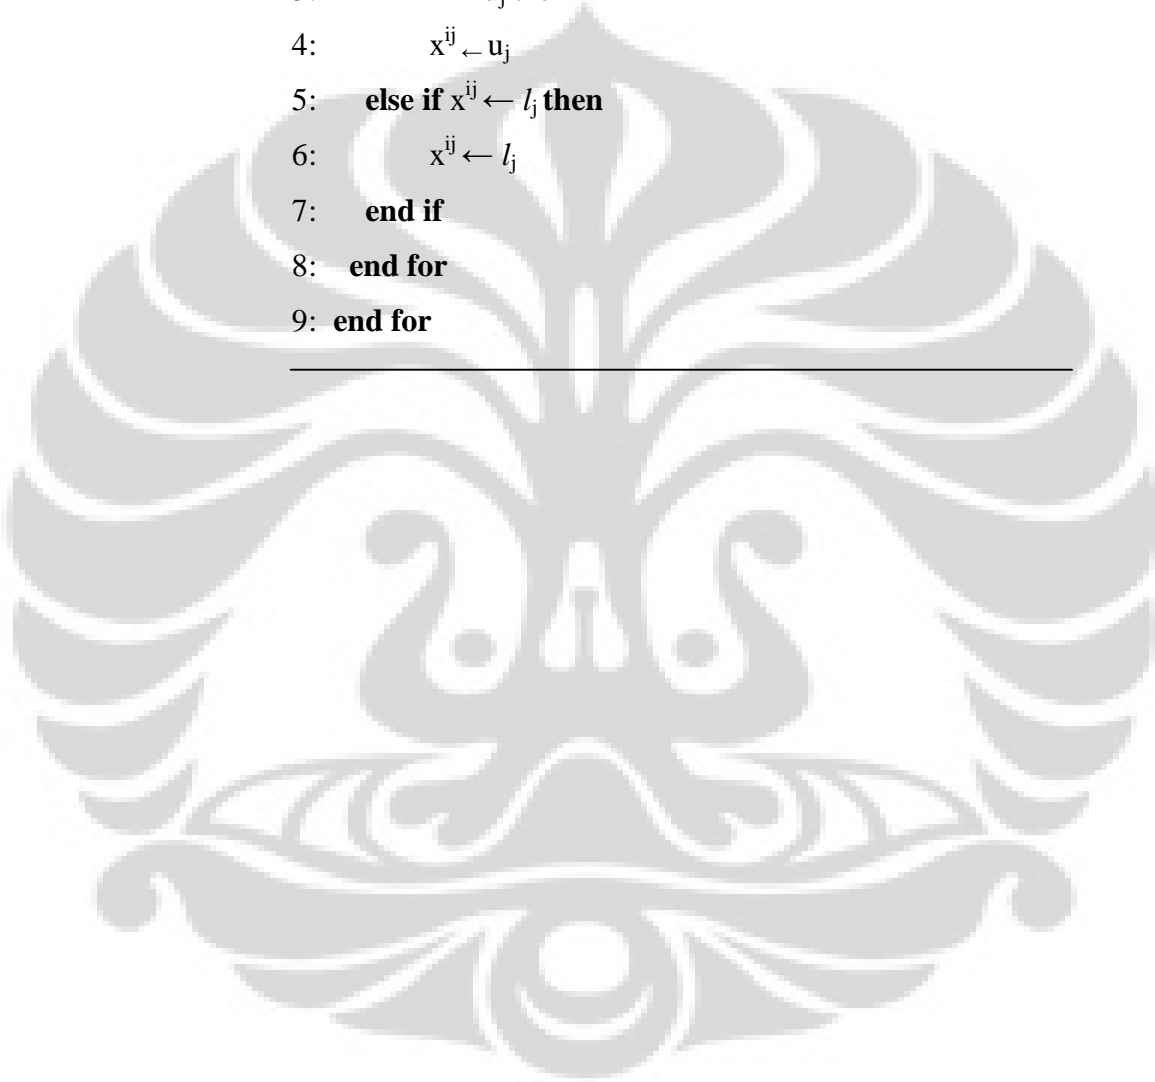 4: x^ij ← u_j
5: else if x^ij ← l_j then
6: x^ij ← l_j
7: end if
8: end for
9: end for